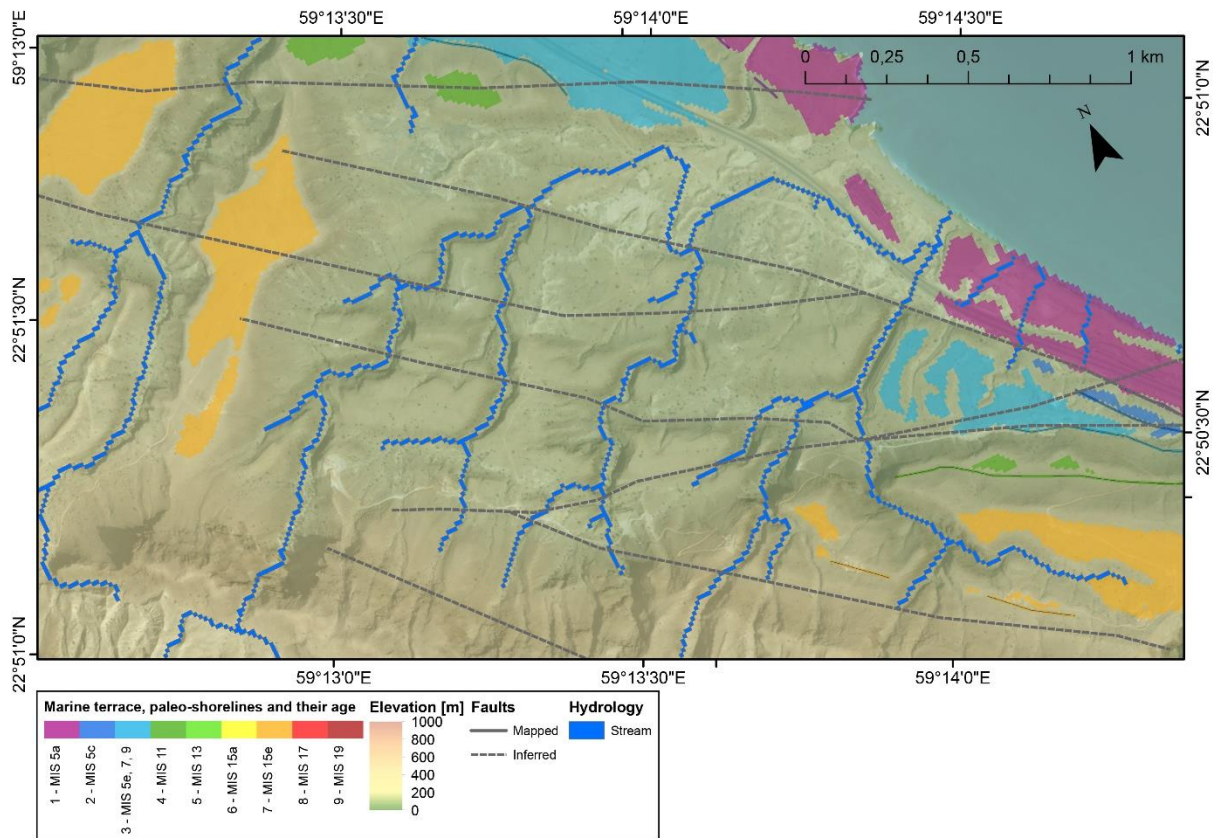 59°13'30"E
59°14'0"E
59°14'30"E
59°13'0"E
0 0,25 0,5 1 km
22°51'0"N
N
22°51'30"N
22°50'30"N
22°51'0"N
59°13'0"E
59°13'30"E
59°14'0"E
Marine terrace, paleo-shorelines and their age
1 - MIS 5a
2 - MIS 5c
3 - MIS 5e, 7, 9
4 - MIS 11
5 - MIS 13
6 - MIS 15a
7 - MIS 15e
8 - MIS 17
9 - MIS 19
Elevation [m]
1000
800
600
400
200
0
Faults
Mapped
Inferred
Hydrology
Stream